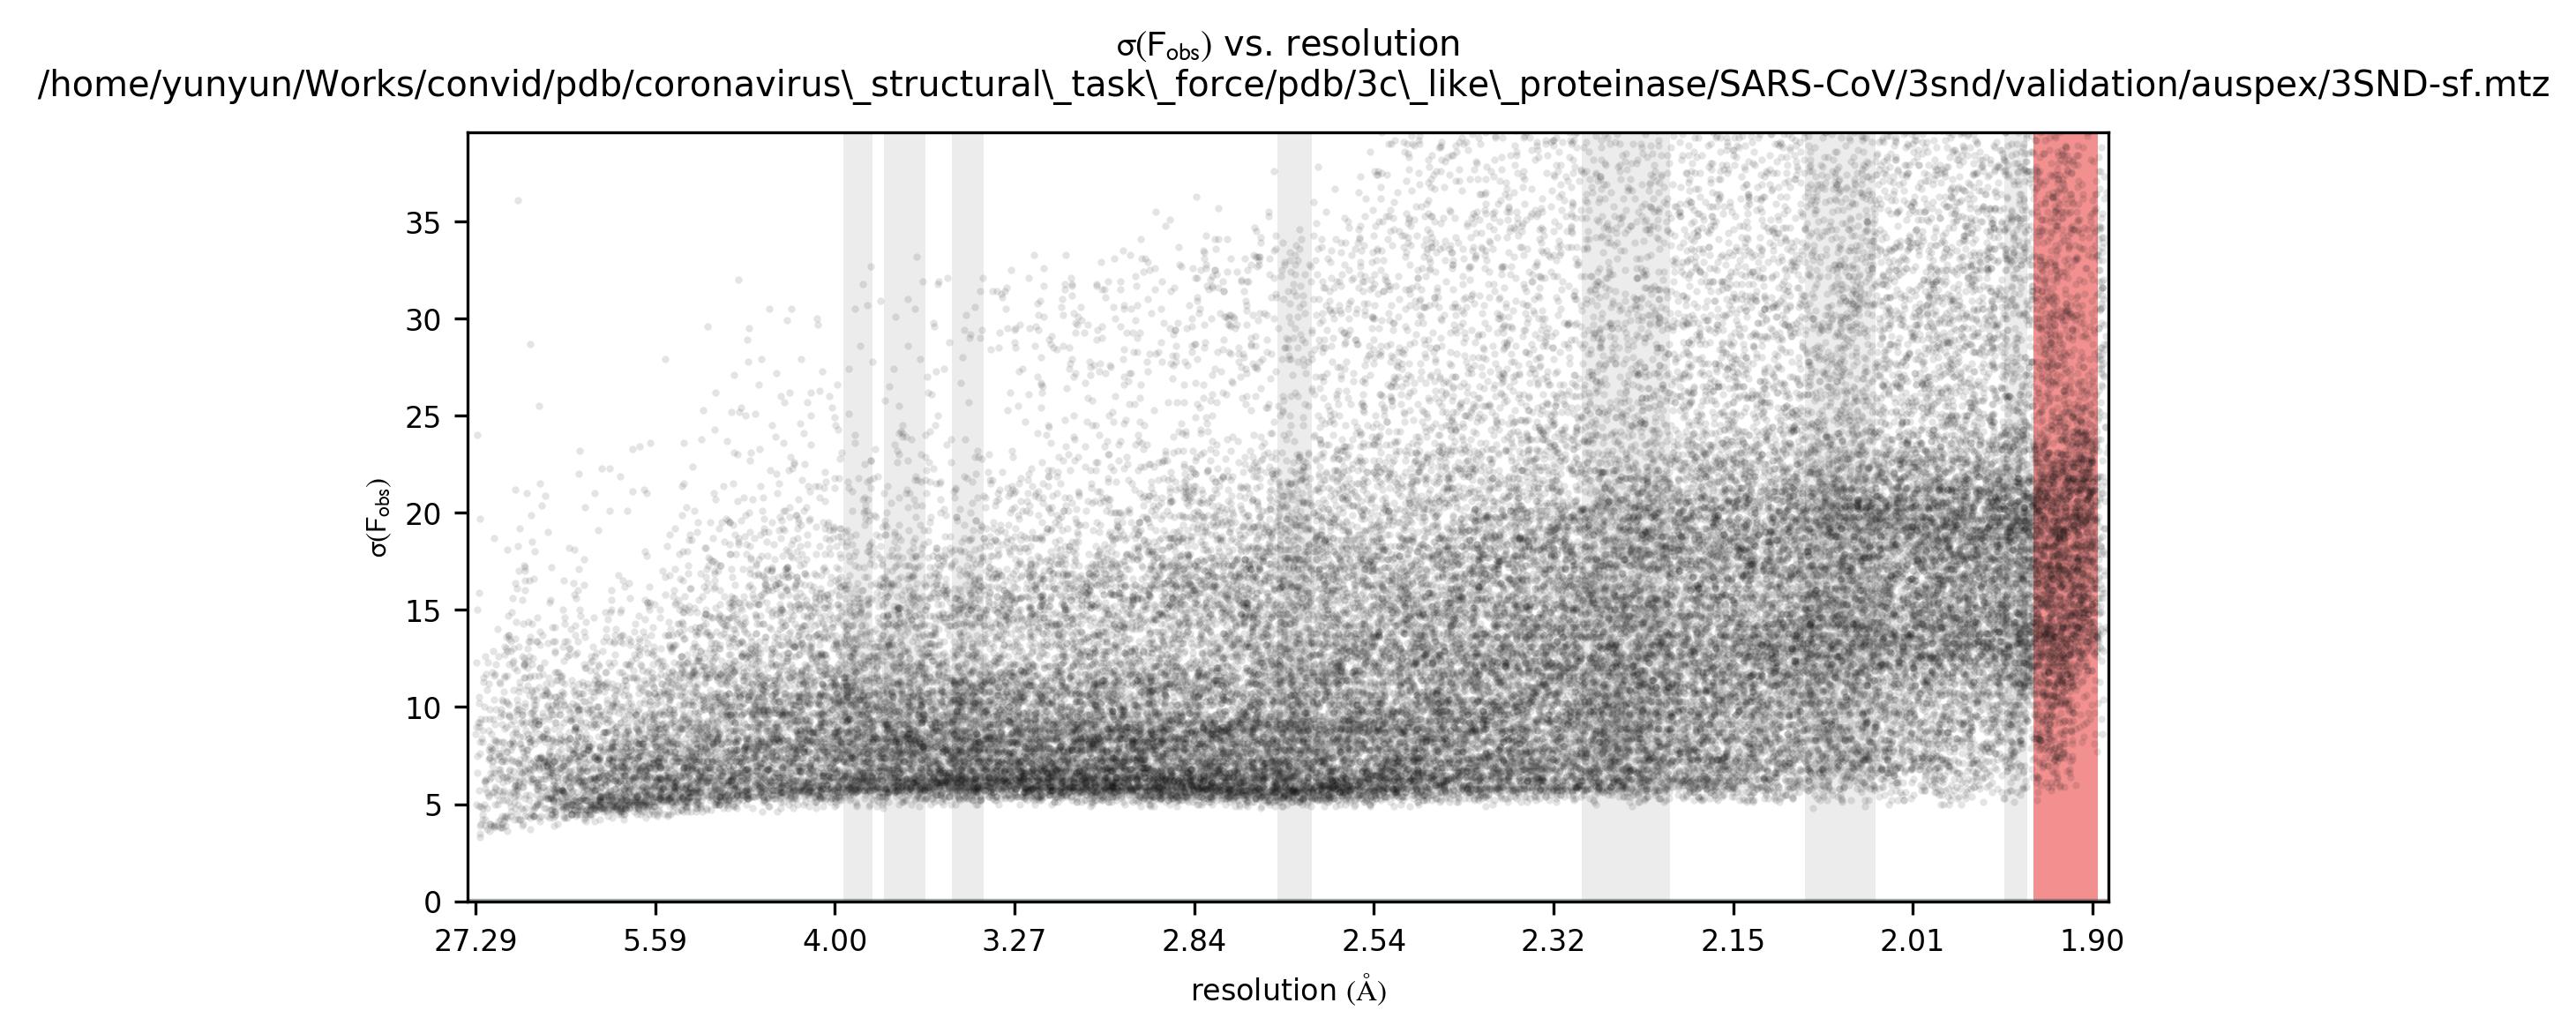 σ(Fobs) vs. resolution
/home/yunyun/Works/convid/pdb/coronavirus\_structural\_task\_force/pdb/3c\_like\_proteinase/SARS-CoV/3snd/validation/auspex/3SND-sf.mtz
σ(Fobs)
35
30
25
20
15
10
5
0
27.29 5.59 4.00 3.27 2.84 2.54 2.32 2.15 2.01 1.90
resolution (Å)